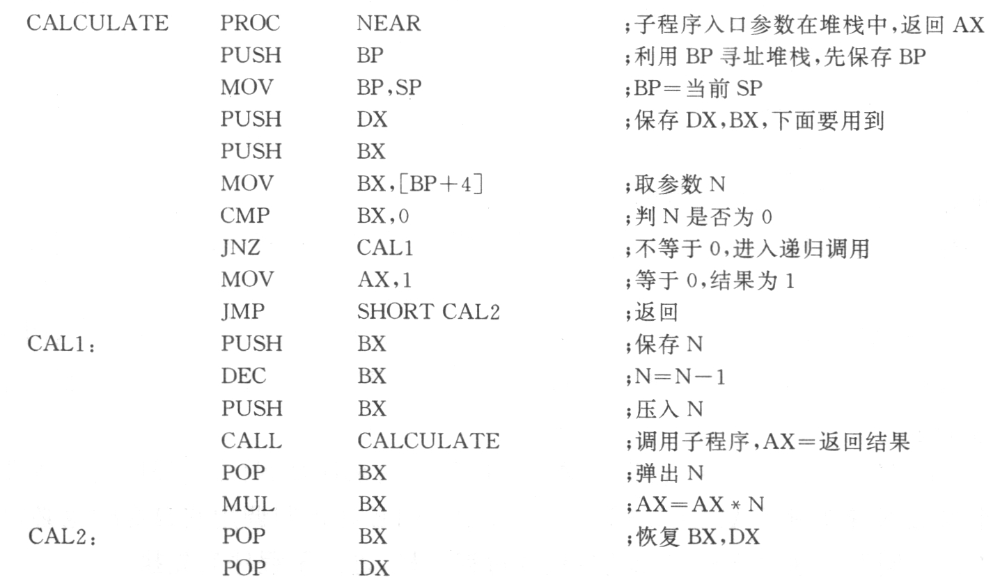 CALCULATE PROC NEAR ;子程序入口参数在堆栈中,返回 AX
PUSH BP ;利用 BP 寻址堆栈,先保存 BP
MOV BP,SP ;BP=当前 SP
PUSH DX ;保存 DX,BX,下面要用到
PUSH BX
MOV BX,[BP+4] ;取参数 N
CMP BX,0 ;判 N 是否为 0
JNZ CAL1 ;不等于 0,进入递归调用
MOV AX,1 ;等于 0,结果为 1
JMP SHORT CAL2 ;返回
CAL1: PUSH BX ;保存 N
DEC BX ;N=N-1
PUSH BX ;压入 N
CALL CALCULATE ;调用子程序,AX=返回结果
POP BX ;弹出 N
MUL BX ;AX=AX * N
CAL2: POP BX ;恢复 BX,DX
POP DX